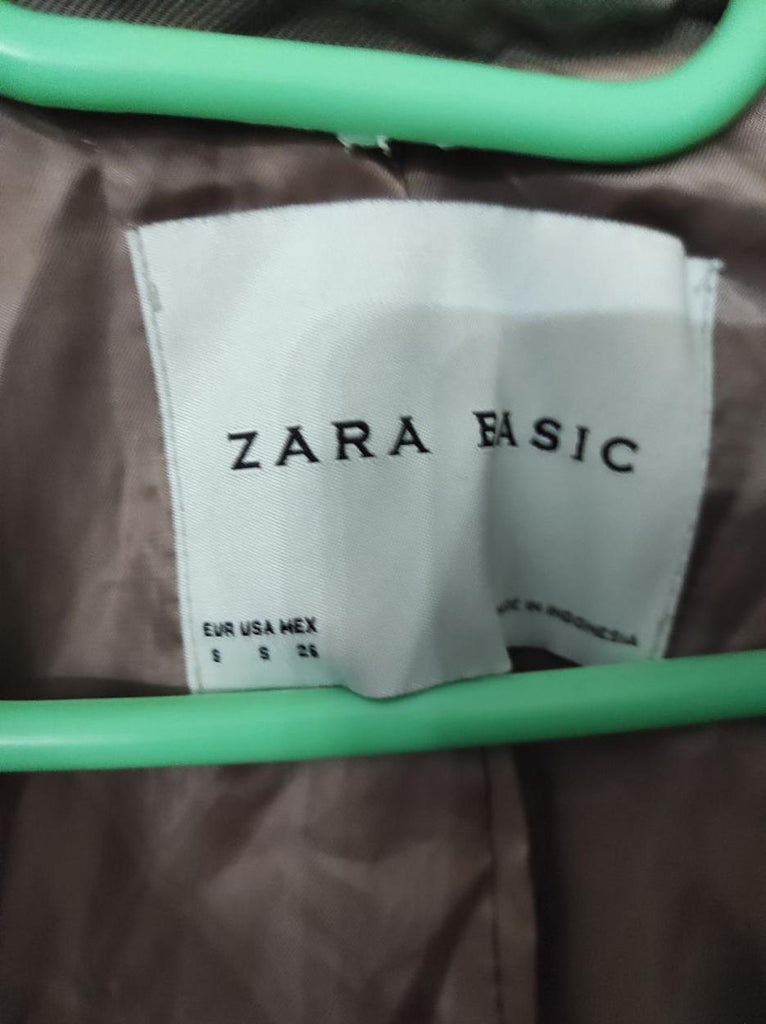 ZARA BASIC
EUR USA MEX
S S 26
MADE IN INDONESIA